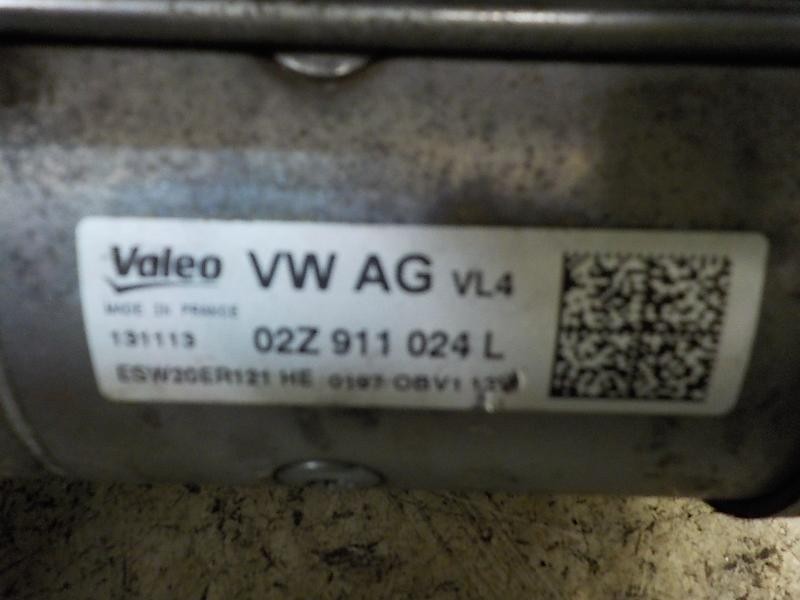 Valeo VW AG VL4
MADE IN FRANCE
131113 02Z 911 024 L
ESW20ER121 HE 0197 OBV1 12V